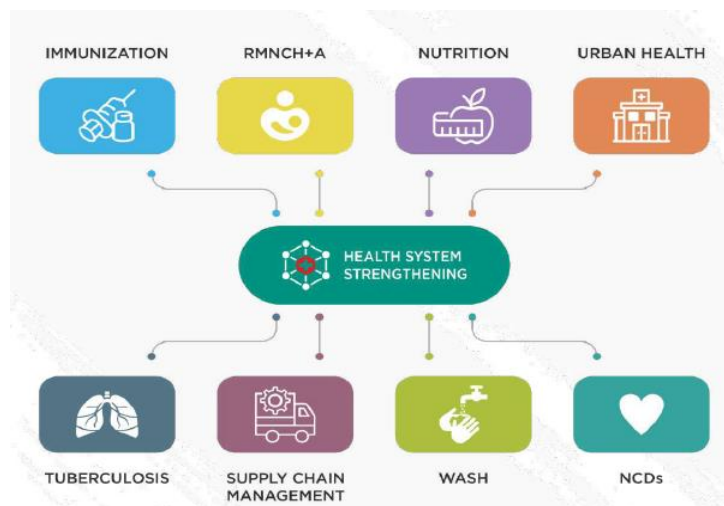 IMMUNIZATION
RMNCH+A
NUTRITION
URBAN HEALTH
HEALTH SYSTEM
STRENGTHENING
TUBERCULOSIS
SUPPLY CHAIN
MANAGEMENT
WASH
NCDs